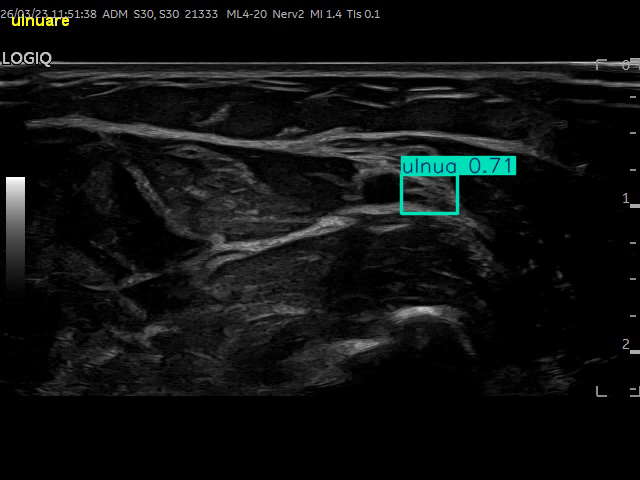 26/03/23 11:51:38 ADM S30, S30 21333 ML4-20 Nerv2 MI 1.4 TIs 0.1
ulnuare
LOGIQ
0
ulnua 0.71
1
2